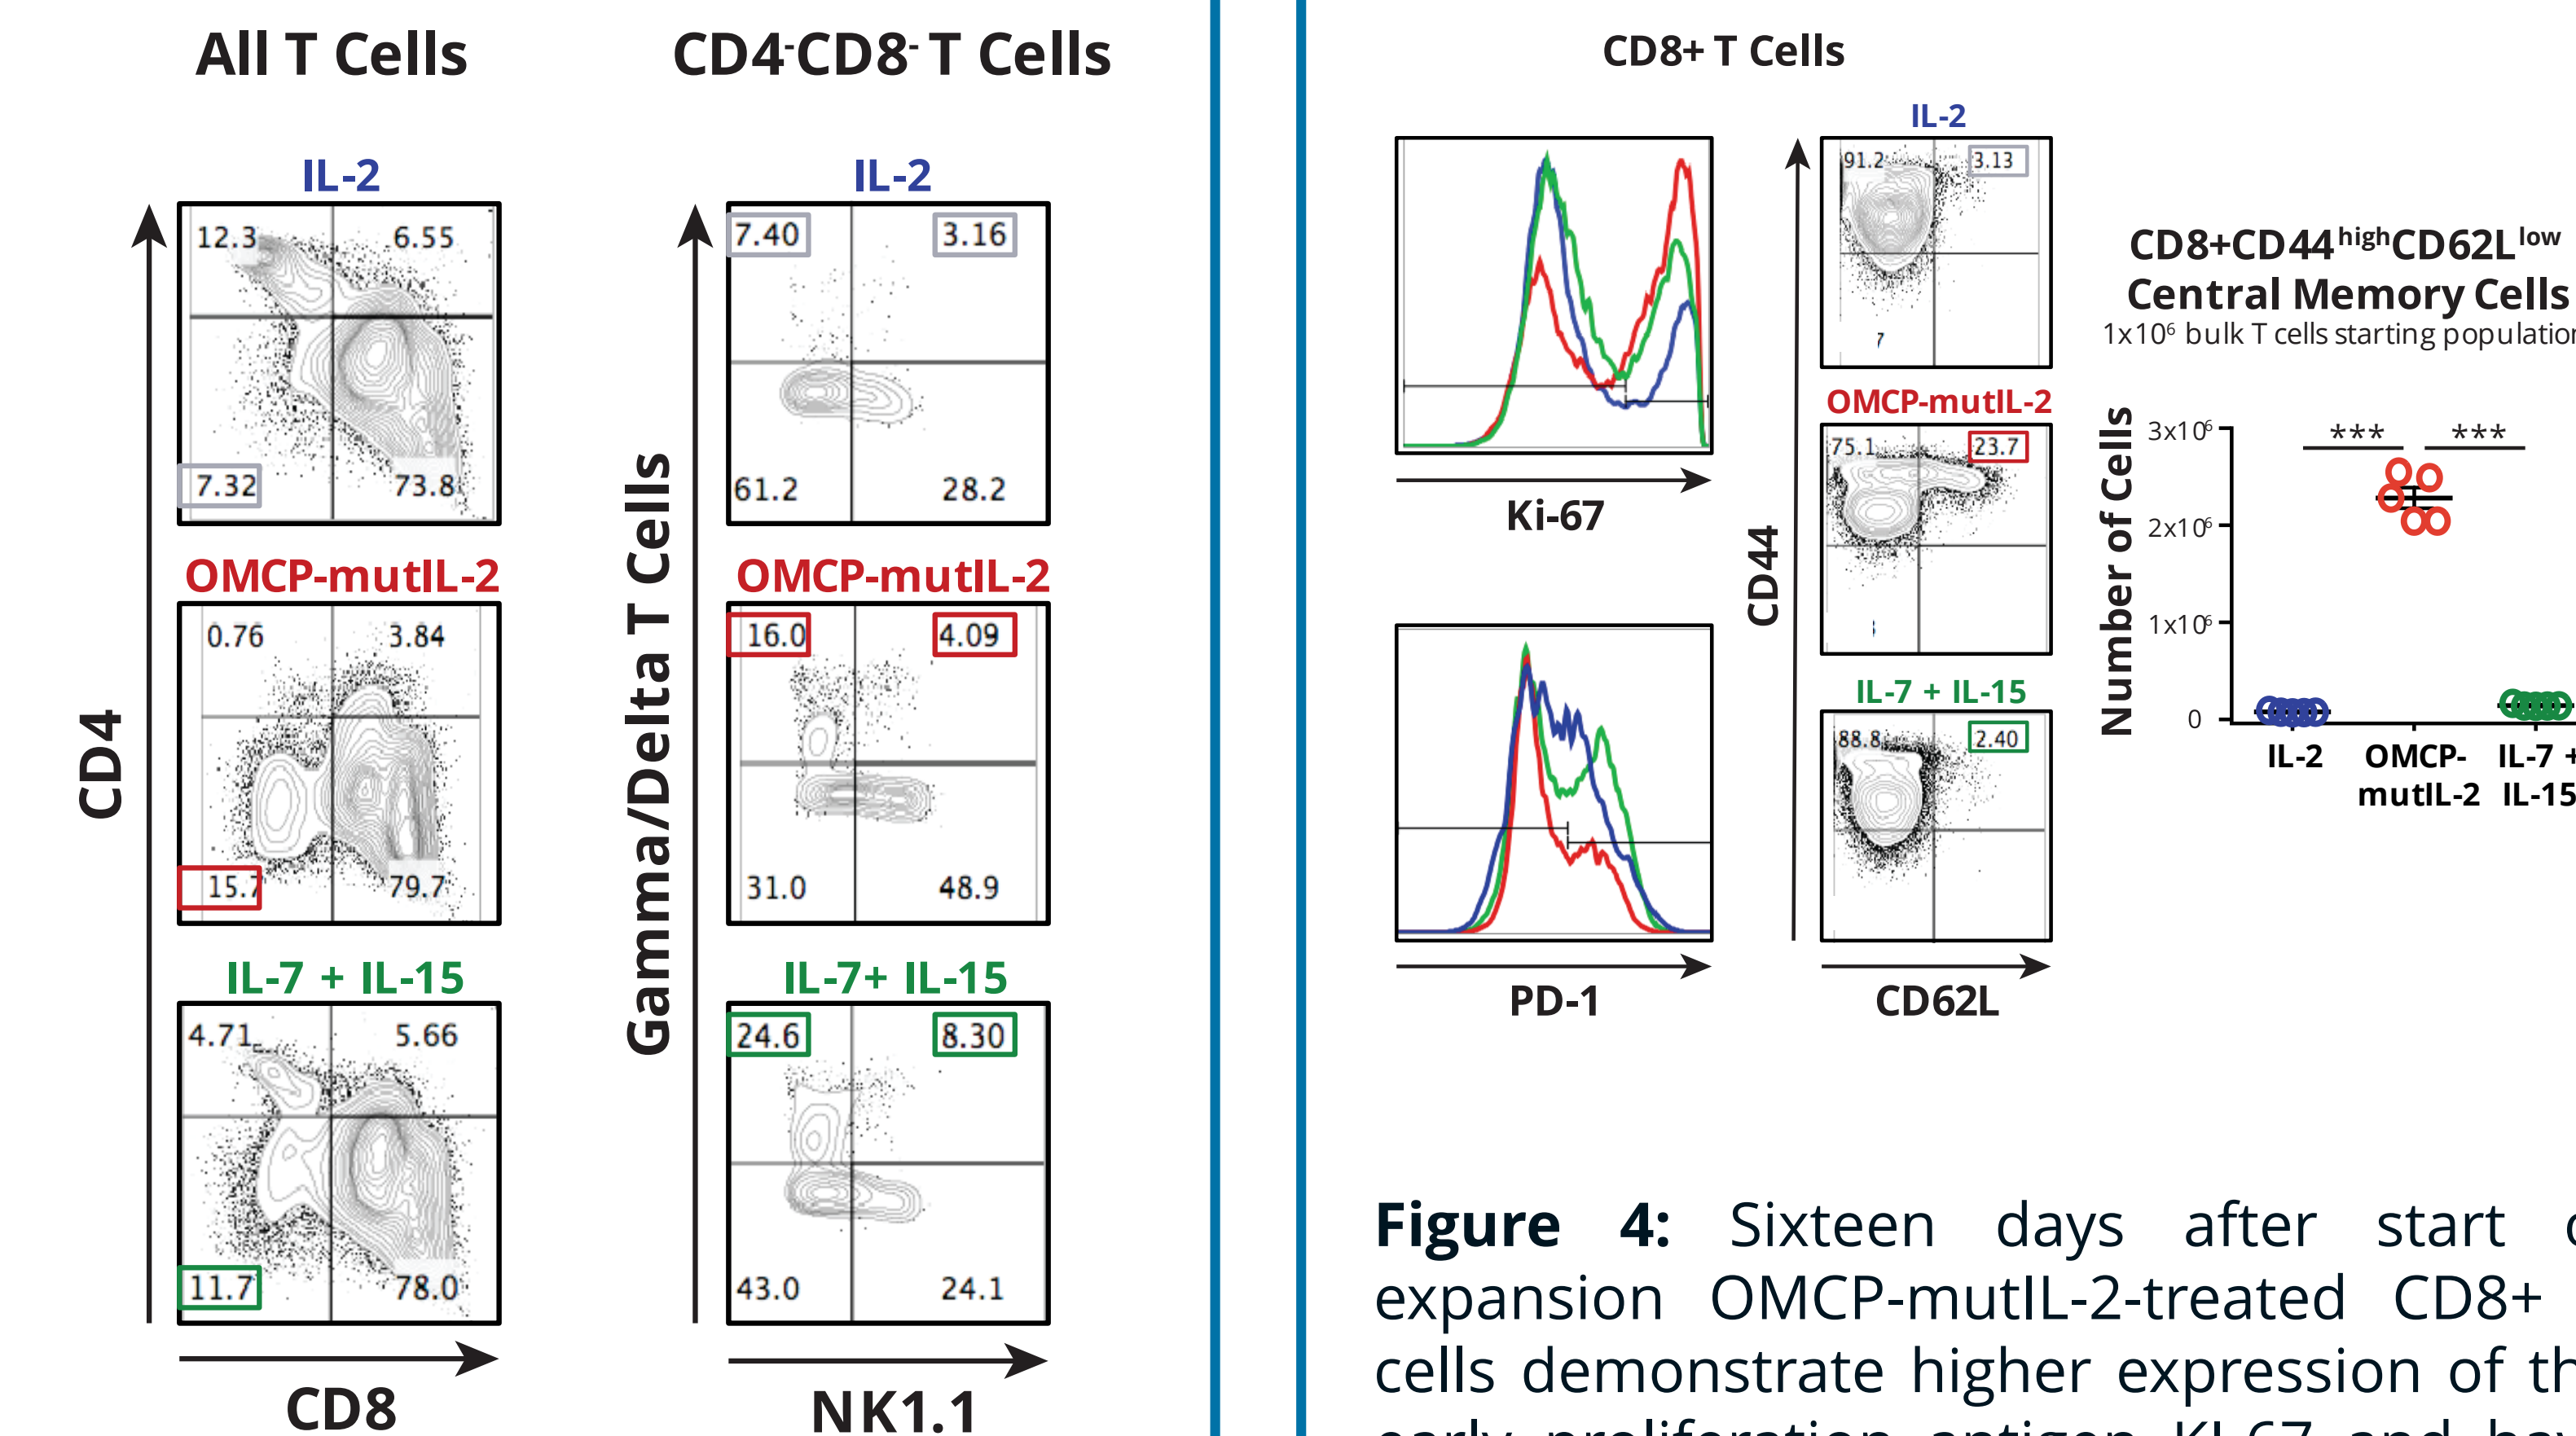 All T Cells
CD4-CD8- T Cells
IL-2
12.3
6.55
7.32
73.8
OMCP-mutIL-2
0.76
3.84
15.7
79.7
IL-7 + IL-15
4.71
5.66
11.7
78.0
CD4
CD8
IL-2
7.40
3.16
61.2
28.2
OMCP-mutIL-2
16.0
4.09
31.0
48.9
IL-7+ IL-15
24.6
8.30
43.0
24.1
Gamma/Delta T Cells
NK1.1
CD8+ T Cells
Ki-67
PD-1
IL-2
91.2
3.13
7
OMCP-mutIL-2
75.1
23.7
IL-7 + IL-15
88.8
2.40
CD44
CD62L
CD8+CD44highCD62Llow
Central Memory Cells
1x10⁶ bulk T cells starting
Number of Cells
3x10⁶
2x10⁶
1x10⁶
0
*** ***
IL-2
OMCP-
mutIL-2
IL-7 +
IL-15
Figure 4: Sixteen days after start
expansion OMCP-mutIL-2-treated CD8+
cells demonstrate higher expression of
early proliferation antigen KI-67 and